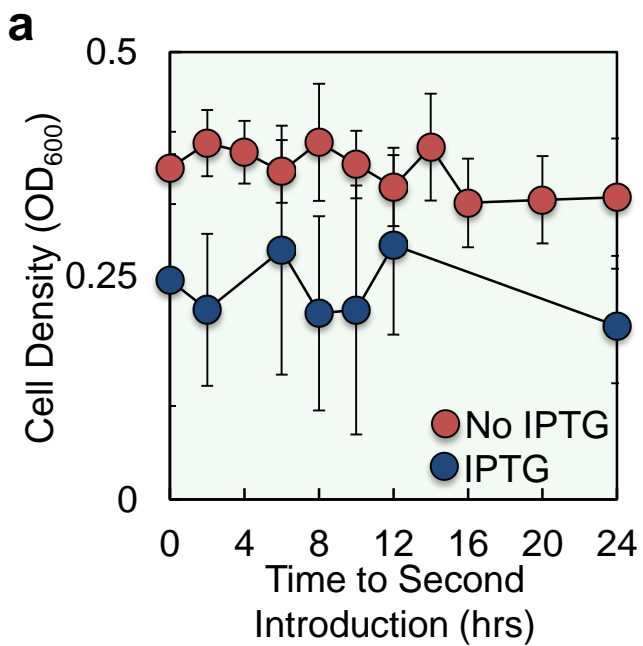 a
0.5
0.25
0
Cell Density (OD600)
No IPTG
IPTG
0 4 8 12 16 20 24
Time to Second
Introduction (hrs)